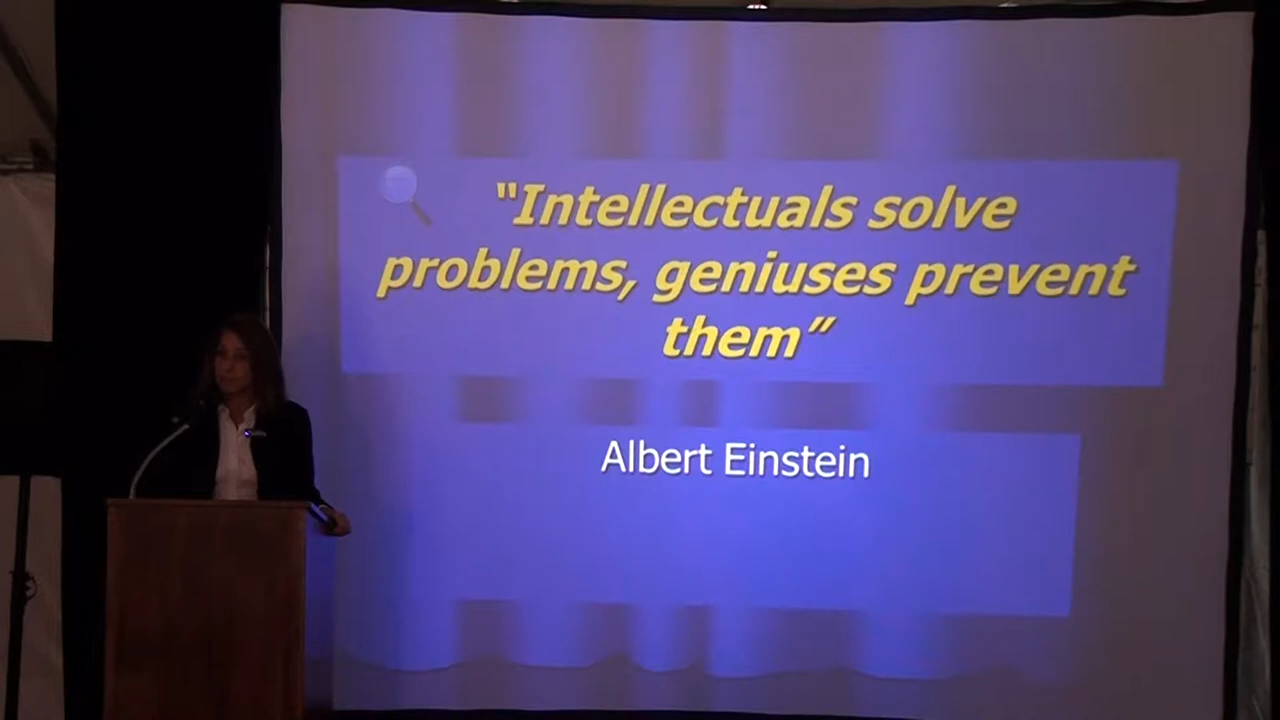 “Intellectuals solve
problems, geniuses prevent
them”
Albert Einstein